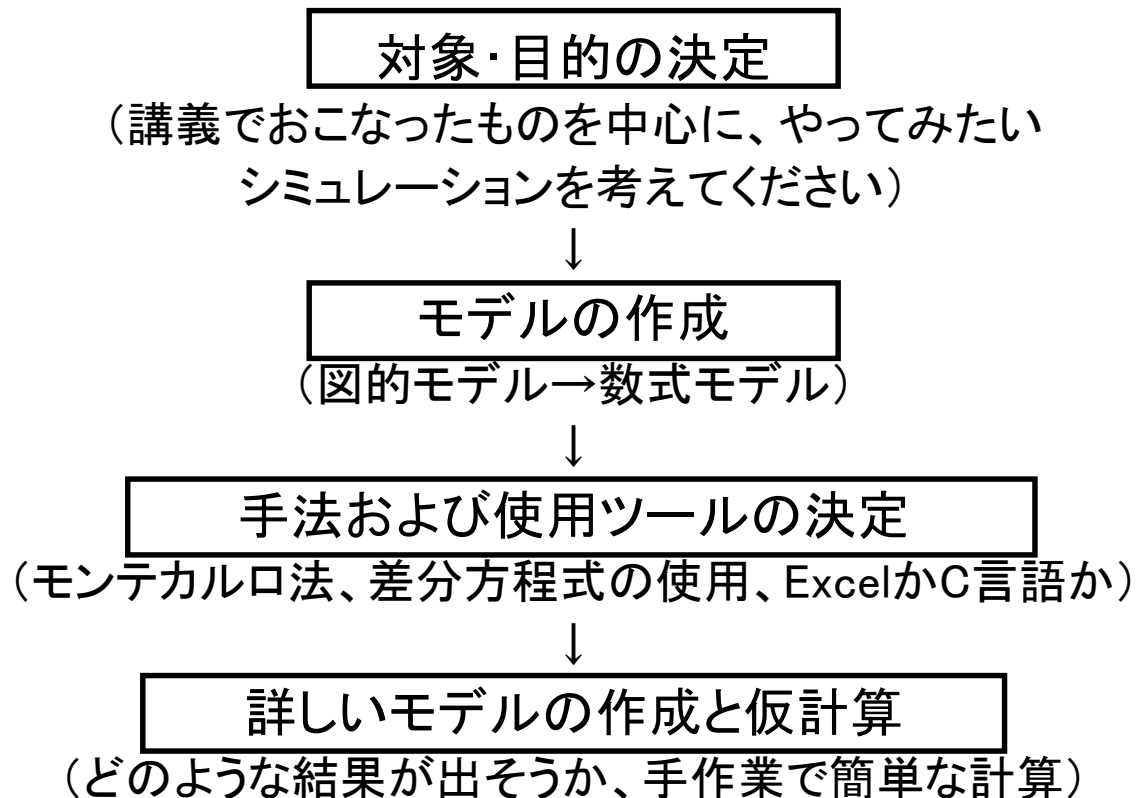 対象・目的の決定
（講義でおこなったものを中心に、やってみたい
シミュレーションを考えてください）
↓
モデルの作成
（図的モデル→数式モデル）
↓
手法および使用ツールの決定
（モンテカルロ法、差分方程式の使用、ExcelかC言語か）
↓
詳しいモデルの作成と仮計算
（どのような結果が出そうか、手作業で簡単な計算）